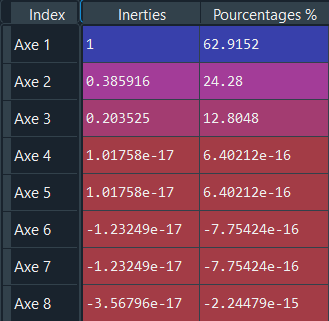 Index Inerties Pourcentages %
Axe 1 1 62.9152
Axe 2 0.385916 24.28
Axe 3 0.203525 12.8048
Axe 4 1.01758e-17 6.40212e-16
Axe 5 1.01758e-17 6.40212e-16
Axe 6 -1.23249e-17 -7.75424e-16
Axe 7 -1.23249e-17 -7.75424e-16
Axe 8 -3.56796e-17 -2.24479e-15